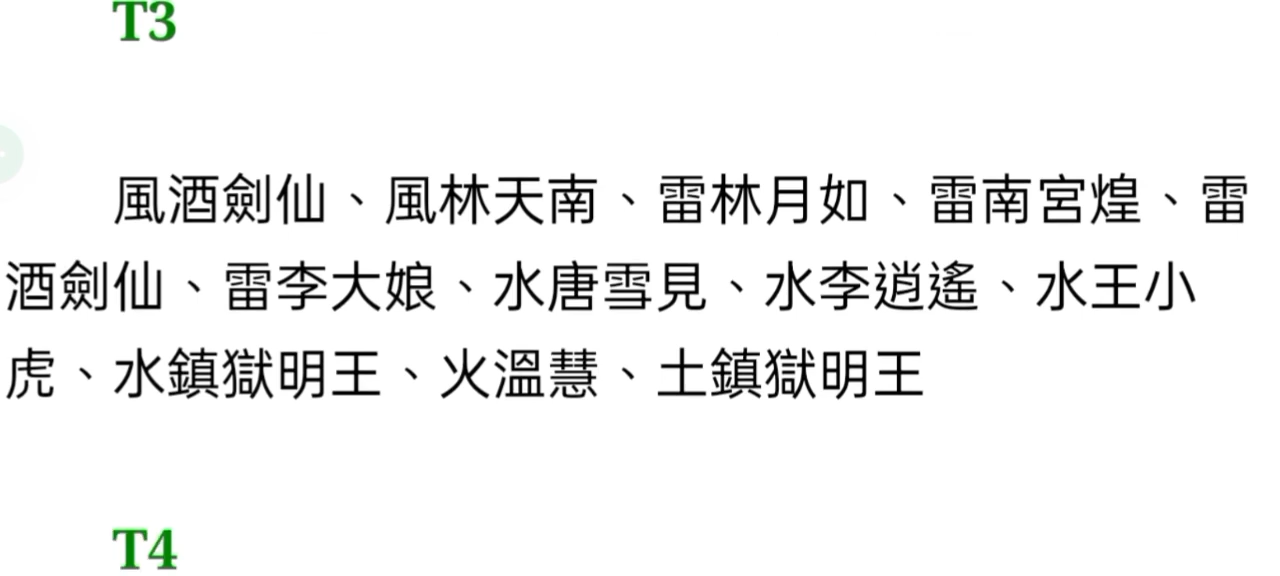 T3
風酒劍仙、風林天南、雷林月如、雷南宮煌、雷
酒劍仙、雷李大娘、水唐雪見、水李逍遙、水王小
虎、水鎮獄明王、火溫慧、土鎮獄明王
T4